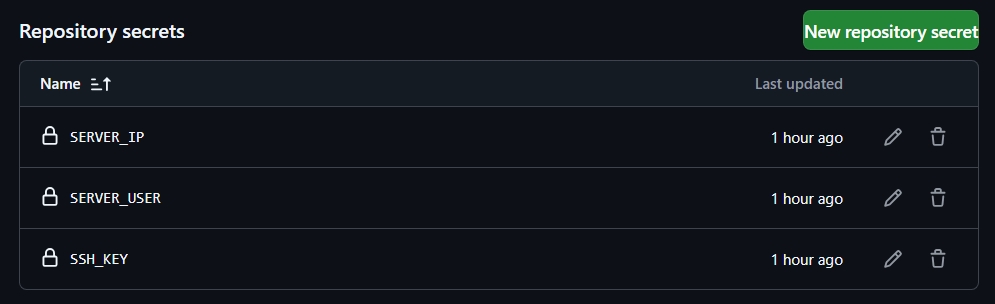 Repository secrets
New repository secret
Name
Last updated
SERVER_IP
1 hour ago
SERVER_USER
1 hour ago
SSH_KEY
1 hour ago